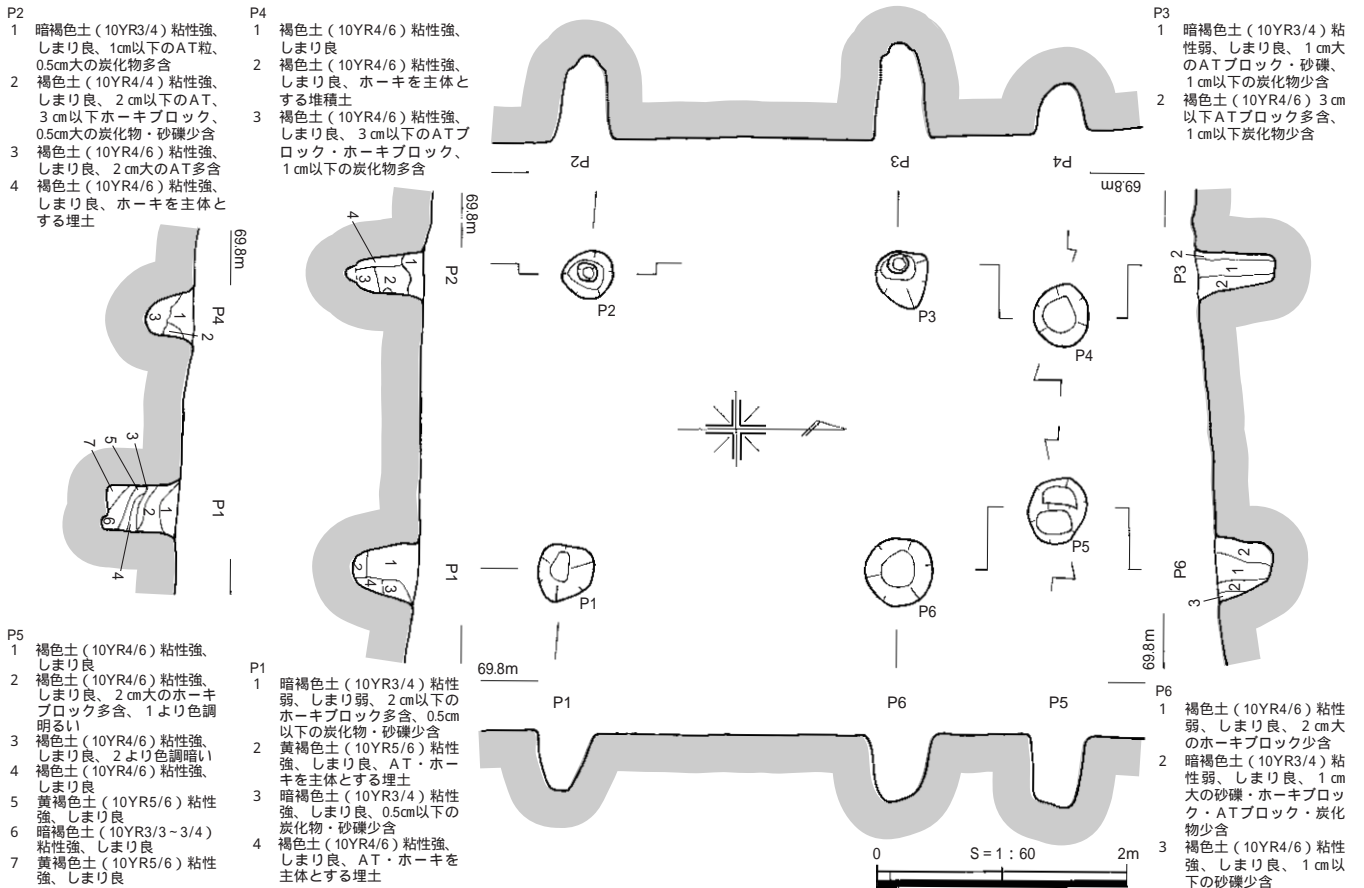 P2
1 暗褐色土(10YR3/4)粘性強、
しまり良、1cm以下のAT粒、
0.5cm大の炭化物多含
2 褐色土(10YR4/4)粘性強、
しまり良、2cm以下のAT、
3cm以下ホーキブロック、
0.5cm大の炭化物・砂礫少含
3 褐色土(10YR4/6)粘性強、
しまり良、2cm大のAT多含
4 褐色土(10YR4/6)粘性強、
しまり良、ホーキを主体と
する埋土
P4
1 褐色土(10YR4/6)粘性強、
しまり良
2 褐色土(10YR4/6)粘性強、
しまり良、ホーキを主体と
する堆積土
3 褐色土(10YR4/6)粘性強、
しまり良、3cm以下のATブ
ロック・ホーキブロック、
1cm以下の炭化物多含
P3
1 暗褐色土(10YR3/4)粘
性弱、しまり良、1cm大
のATブロック・砂礫、
1cm以下の炭化物少含
2 褐色土(10YR4/6)3cm
以下ATブロック多含、
1cm以下炭化物少含
P2
P3
P4
69.8m
69.8m
69.8m
4
1
2
3
P2
P2
P3
P4
2
1
2
P3
3
1
2
P4
7
5
3
1
2
6
4
P1
1
2
4
3
P1
P1
P6
P5
2
1
2
3
P6
69.8m
69.8m
P1
P6
P5
P5
1 褐色土(10YR4/6)粘性強、
しまり良
2 褐色土(10YR4/6)粘性強、
しまり良、2cm大のホーキ
ブロック多含、1より色調
明るい
3 褐色土(10YR4/6)粘性強、
しまり良、2より色調暗い
4 褐色土(10YR4/6)粘性強、
しまり良
5 黄褐色土(10YR5/6)粘性
強、しまり良
6 暗褐色土(10YR3/3~3/4)
粘性強、しまり良
7 黄褐色土(10YR5/6)粘性
強、しまり良
P1
1 暗褐色土(10YR3/4)粘性
弱、しまり弱、2cm以下の
ホーキブロック多含、0.5cm
以下の炭化物・砂礫少含
2 黄褐色土(10YR5/6)粘性
強、しまり良、AT・ホー
キを主体とする埋土
3 暗褐色土(10YR3/4)粘性
強、しまり良、0.5cm以下の
炭化物・砂礫少含
4 褐色土(10YR4/6)粘性強、
しまり良、AT・ホーキを
主体とする埋土
P6
1 褐色土(10YR4/6)粘性
弱、しまり良、2cm大
のホーキブロック少含
2 暗褐色土(10YR3/4)粘
性弱、しまり良、1cm
大の砂礫・ホーキブロッ
ク・ATブロック・炭化
物少含
3 褐色土(10YR4/6)粘性
強、しまり良、1cm以
下の砂礫少含
0 S=1:60 2m